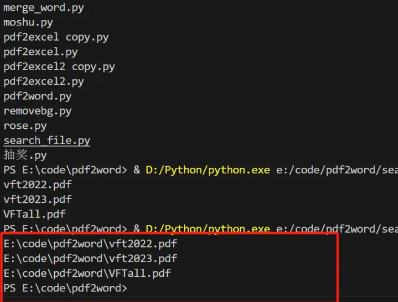 merge_word.py
moshu.py
pdf2excel copy.py
pdf2excel.py
pdf2excel2 copy.py
pdf2excel2.py
pdf2word.py
removebg.py
rose.py
search_file.py
抽奖.py
PS E:\code\pdf2word> & D:/Python/python.exe e:/code/pdf2word/sea
vft2022.pdf
vft2023.pdf
VFTall.pdf
PS E:\code\pdf2word> & D:/Python/python.exe e:/code/pdf2word/sea
E:\code\pdf2word\vft2022.pdf
E:\code\pdf2word\vft2023.pdf
E:\code\pdf2word\VFTall.pdf
PS E:\code\pdf2word>